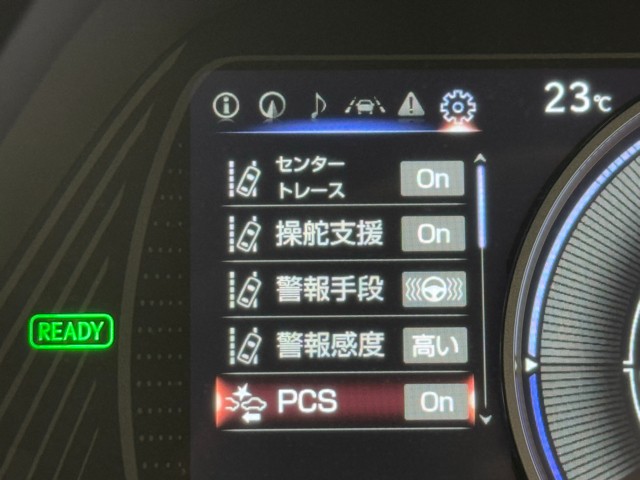 23℃
センター
トレース
On
操舵支援 On
警報手段
警報感度 高い
READY
PCS On